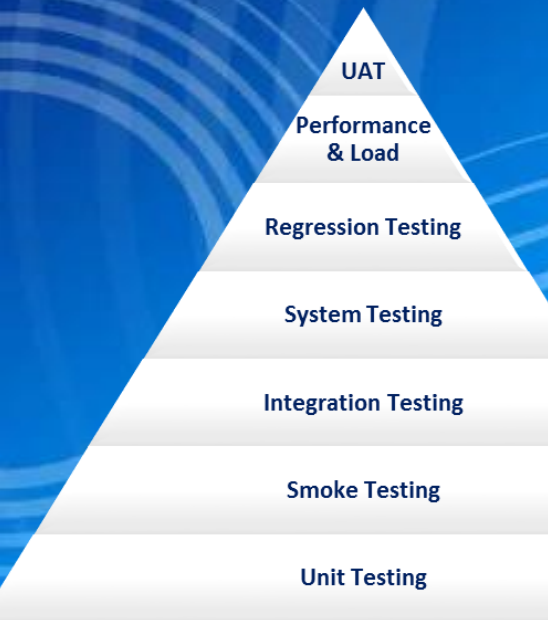 UAT
Performance
& Load
Regression Testing
System Testing
Integration Testing
Smoke Testing
Unit Testing